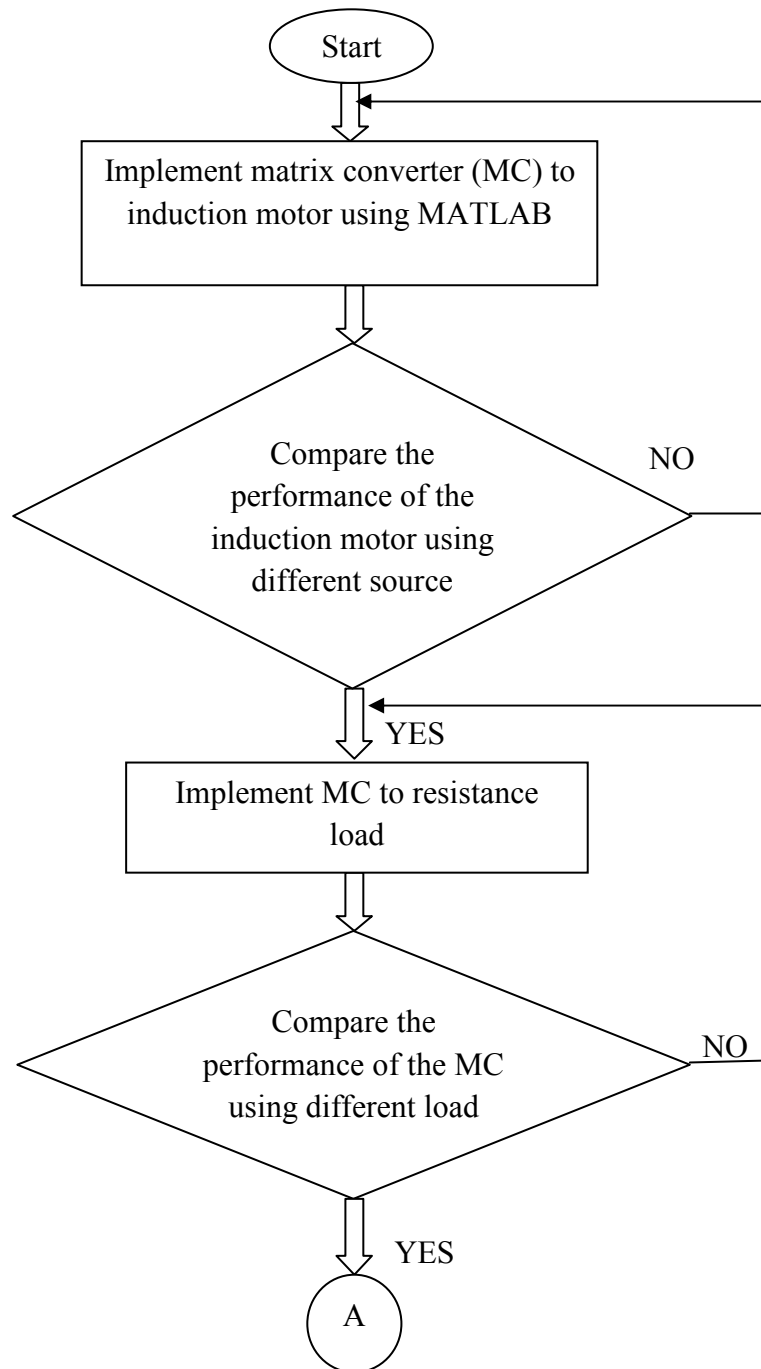 Start
Implement matrix converter (MC) to
induction motor using MATLAB
Compare the
performance of the
induction motor using
different source
NO
YES
Implement MC to resistance
load
Compare the
performance of the MC
using different load
NO
YES
A